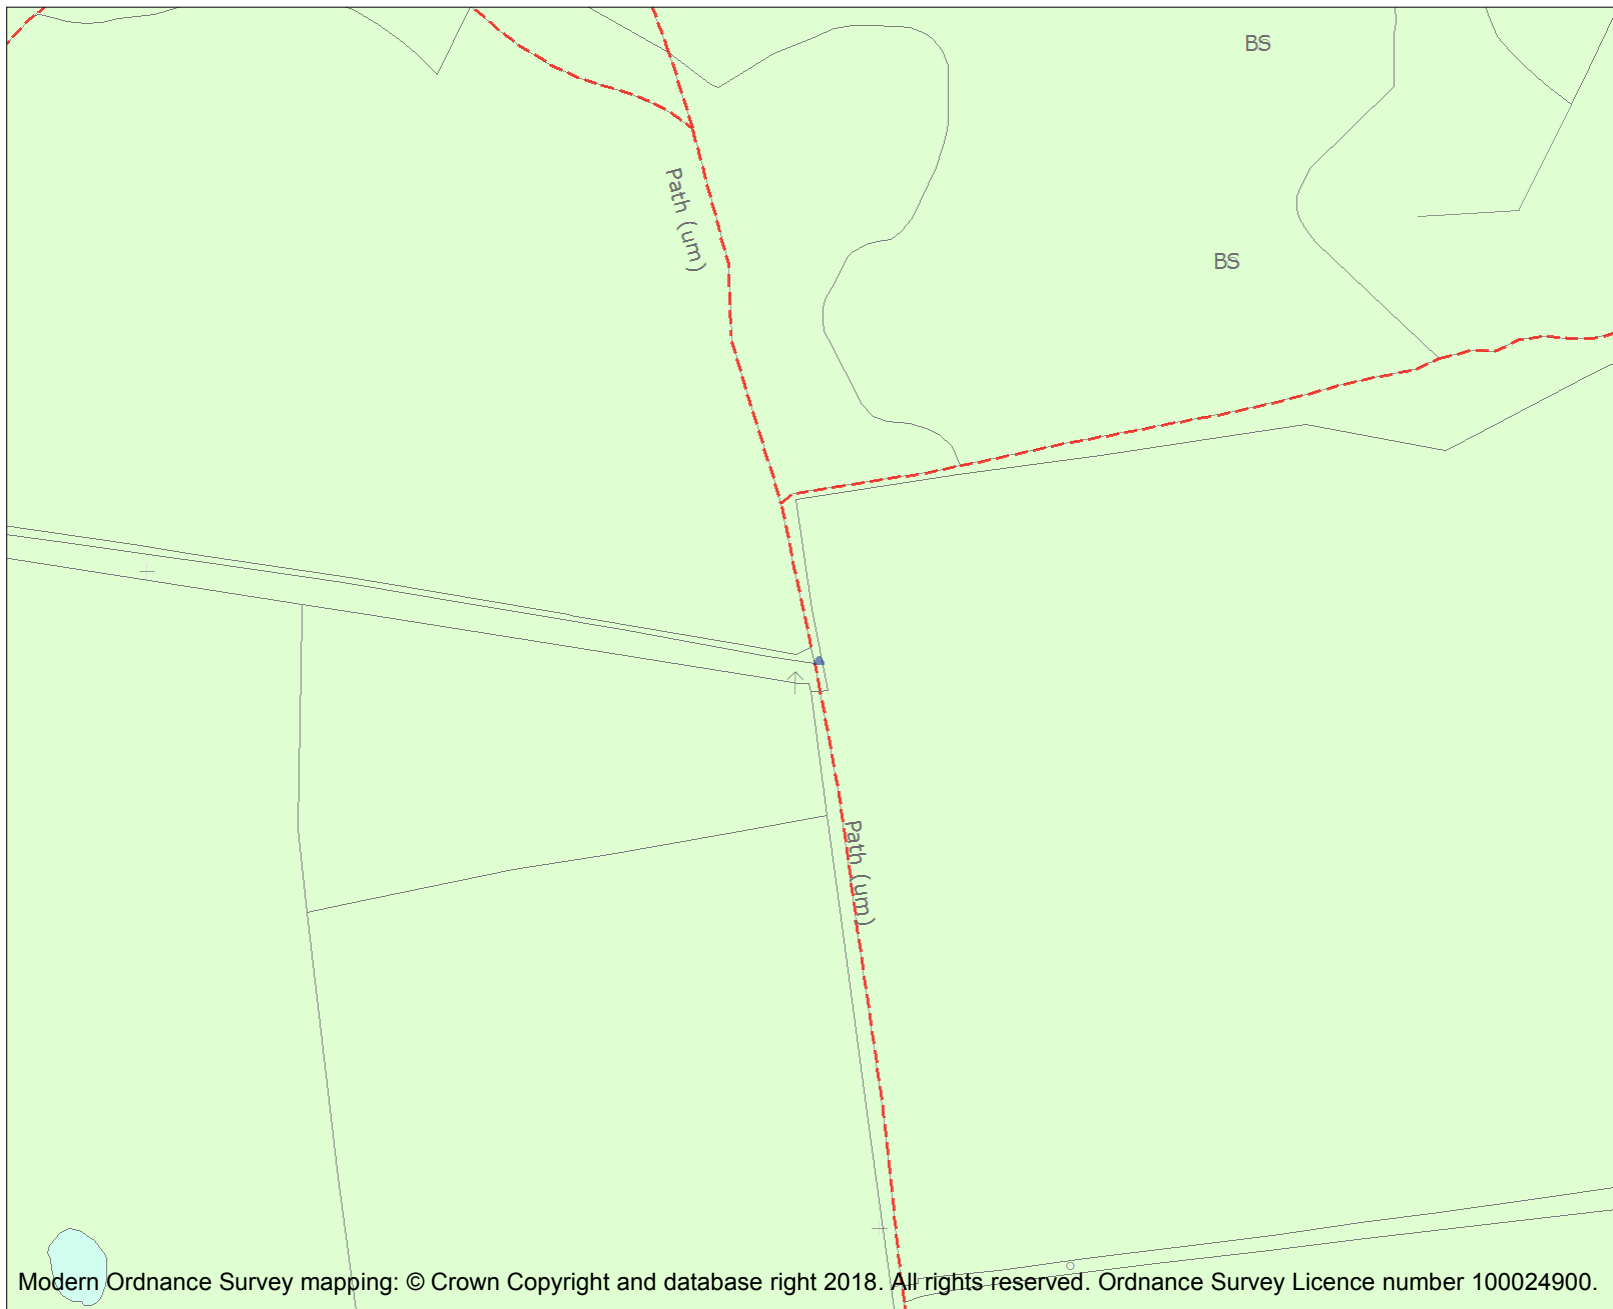 BS
Path (um)
BS
Path (um)
Modern Ordnance Survey mapping: © Crown Copyright and database right 2018. All rights reserved. Ordnance Survey Licence number 100024900.